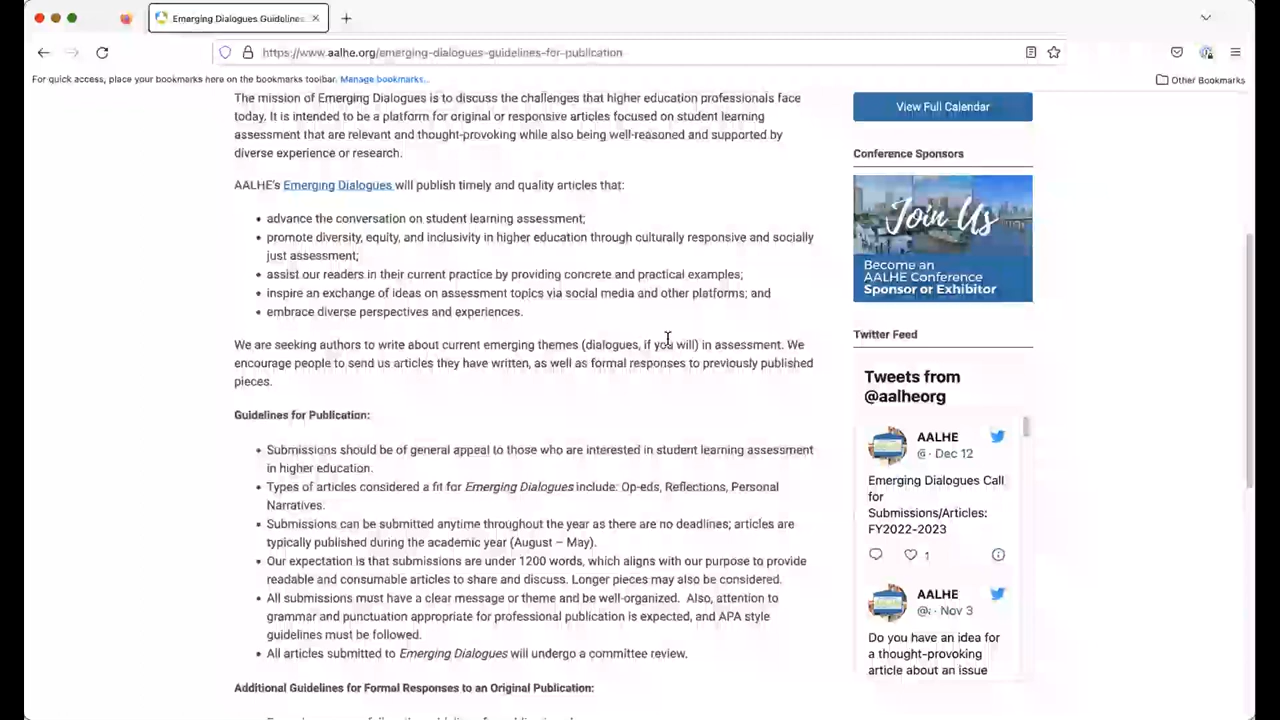 Emerging Dialogues Guidelines
https://www.aalhe.org/emerging-dialogues-guidelines-for-publication
For quick access, place your bookmarks here on the bookmarks toolbar. Manage bookmarks...
Other Bookmarks
The mission of Emerging Dialogues is to discuss the challenges that higher education professionals face
today. It is intended to be a platform for original or responsive articles focused on student learning
assessment that are relevant and thought-provoking while also being well-reasoned and supported by
diverse experience or research.
AALHE's Emerging Dialogues will publish timely and quality articles that:
• advance the conversation on student learning assessment;
• promote diversity, equity, and inclusivity in higher education through culturally responsive and socially
just assessment;
• assist our readers in their current practice by providing concrete and practical examples;
• inspire an exchange of ideas on assessment topics via social media and other platforms; and
• embrace diverse perspectives and experiences.
We are seeking authors to write about current emerging themes (dialogues, if you will) in assessment. We
encourage people to send us articles they have written, as well as formal responses to previously published
pieces.
Guidelines for Publication:
• Submissions should be of general appeal to those who are interested in student learning assessment
in higher education.
• Types of articles considered a fit for Emerging Dialogues include: Op-eds, Reflections, Personal
Narratives.
• Submissions can be submitted anytime throughout the year as there are no deadlines; articles are
typically published during the academic year (August – May).
• Our expectation is that submissions are under 1200 words, which aligns with our purpose to provide
readable and consumable articles to share and discuss. Longer pieces may also be considered.
• All submissions must have a clear message or theme and be well-organized. Also, attention to
grammar and punctuation appropriate for professional publication is expected, and APA style
guidelines must be followed.
• All articles submitted to Emerging Dialogues will undergo a committee review.
Additional Guidelines for Formal Responses to an Original Publication:
View Full Calendar
Conference Sponsors
Join Us
Become an
AALHE Conference
Sponsor or Exhibitor
Twitter Feed
Tweets from
@aalheorg
AALHE
@ · Dec 12
Emerging Dialogues Call
for
Submissions/Articles:
FY2022-2023
1
AALHE
@ · Nov 3
Do you have an idea for
a thought-provoking
article about an issue